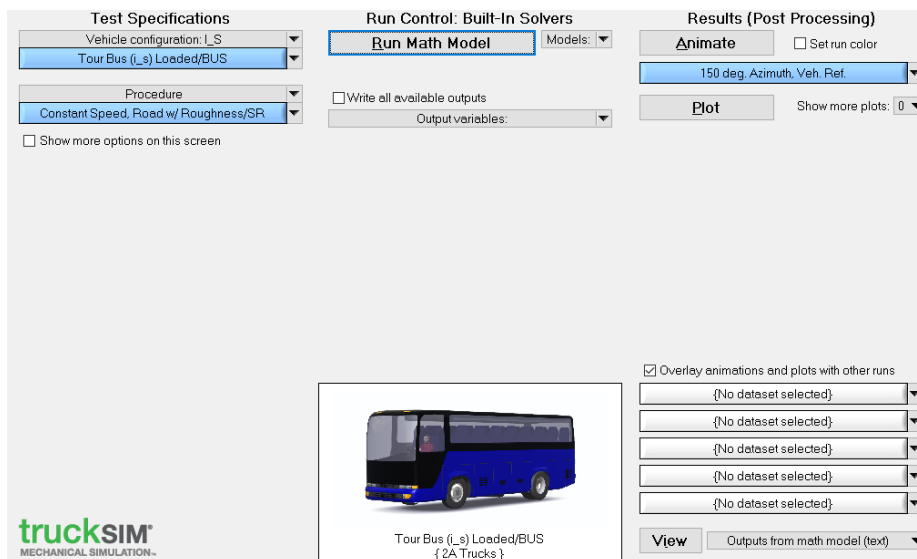 Test Specifications
Vehicle configuration: I_S
Tour Bus (i_s) Loaded/BUS
Procedure
Constant Speed, Road w/ Roughness/SR
Show more options on this screen
Run Control: Built-In Solvers
Run Math Model
Models:
Write all available outputs
Output variables:
Results (Post Processing)
Animate
Set run color
150 deg. Azimuth, Veh. Ref.
Plot
Show more plots: 0
Overlay animations and plots with other runs
{No dataset selected}
{No dataset selected}
{No dataset selected}
{No dataset selected}
{No dataset selected}
View
Outputs from math model (text)
Tour Bus (i_s) Loaded/BUS
{ 2A Trucks }
truckSIM
MECHANICAL SIMULATION